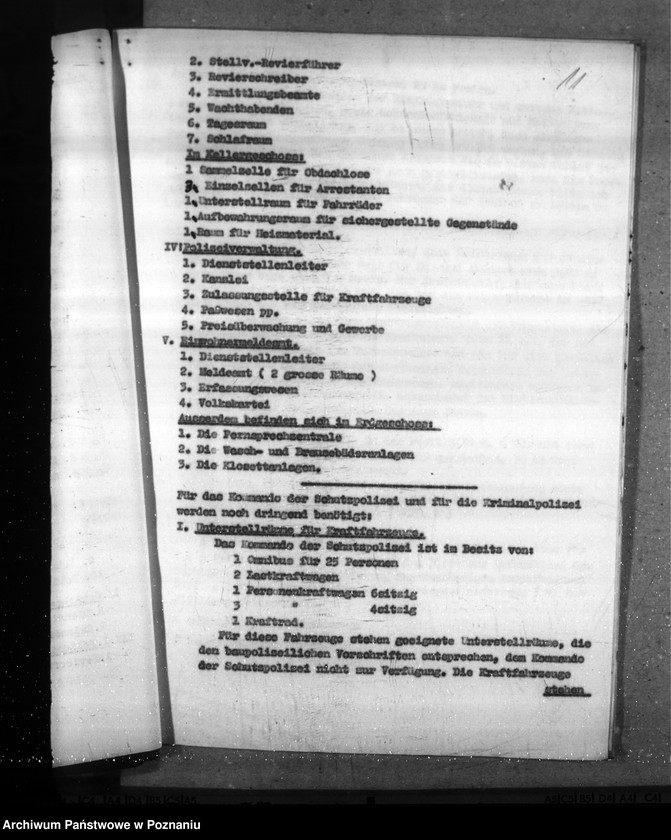 11
2. Stellv.-Revierführer
3. Revierschreiber
4. Ermittlungsbeamte
5. Wachthabenden
6. Tagesraum
7. Schlafraum
Im Kellergeschoss:
1 Sammelzelle für Obdachlose
3 Einzelzellen für Arrestanten
1 Unterstellraum für Fahrräder
1 Aufbewahrungsraum für sichergestellte Gegenstände
1 Raum für Heizmaterial.
IV. Polizeiverwaltung.
1. Dienststellenleiter
2. Kanzlei
3. Zulassungsstelle für Kraftfahrzeuge
4. Paßwesen pp.
5. Preisüberwachung und Gewerbe
V. Einwohnermeldeamt.
1. Dienststellenleiter
2. Meldeamt ( 2 grosse Räume )
3. Erfassungswesen
4. Volkskartei
Ausserdem befinden sich im Erdgeschoss:
1. Die Fernsprechzentrale
2. Die Wasch- und Brausebäderanlagen
3. Die Klosettanlagen.
Für das Kommando der Schutzpolizei und für die Kriminalpolizei
werden noch dringend benötigt:
I. Unterstellräume für Kraftfahrzeuge.
Das Kommando der Schutzpolizei ist im Besitz von:
1 Omnibus für 25 Personen
2 Lastkraftwagen
1 Personenkraftwagen 6sitzig
3 " 4sitzig
1 Kraftrad.
Für diese Fahrzeuge stehen geeignete Unterstellräume, die
den baupolizeilichen Vorschriften entsprechen, dem Kommando
der Schutzpolizei nicht zur Verfügung. Die Kraftfahrzeuge
stehen
Archiwum Państwowe w Poznaniu